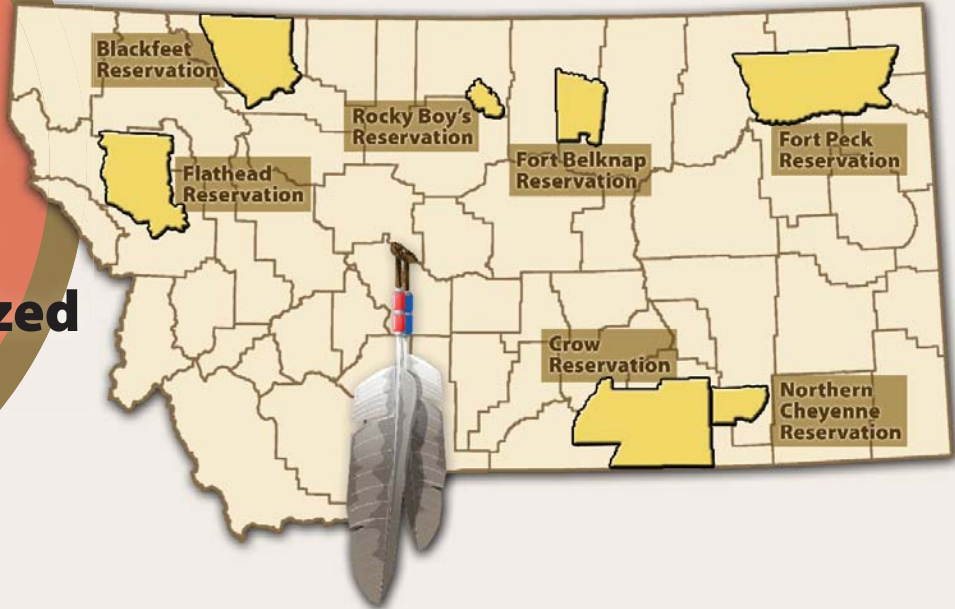 Blackfeet
Reservation
Rocky Boy's
Reservation
Fort Belknap
Reservation
Fort Peck
Reservation
Flathead
Reservation
zed
Crow
Reservation
Northern
Cheyenne
Reservation